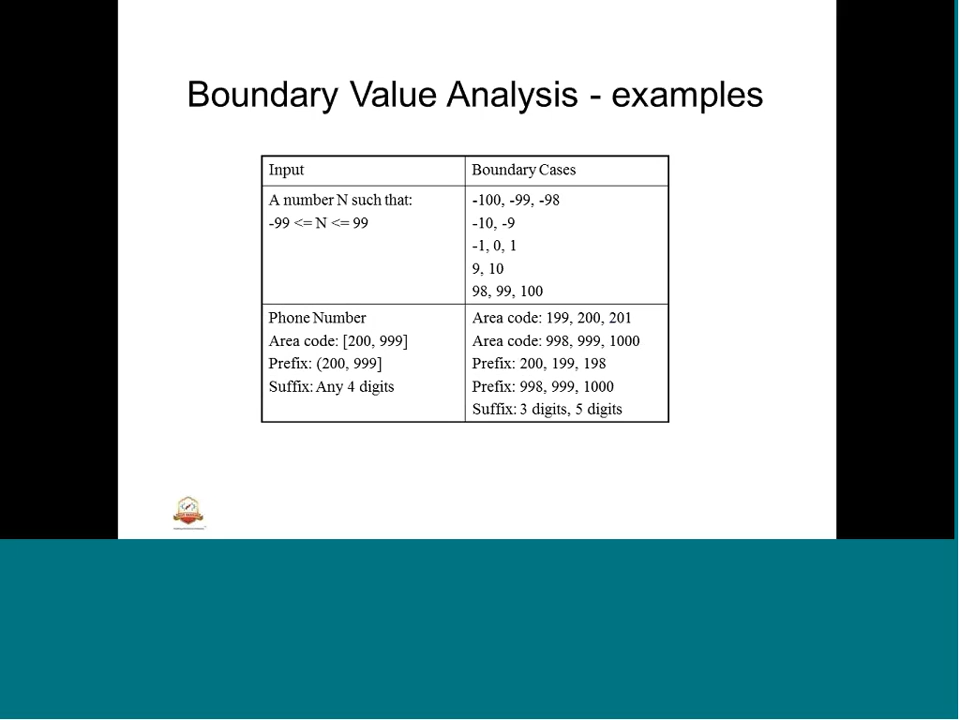 Boundary Value Analysis - examples
Input
Boundary Cases
A number N such that:
-99 <= N <= 99
-100, -99, -98
-10, -9
-1, 0, 1
9, 10
98, 99, 100
Phone Number
Area code: [200, 999]
Prefix: (200, 999]
Suffix: Any 4 digits
Area code: 199, 200, 201
Area code: 998, 999, 1000
Prefix: 200, 199, 198
Prefix: 998, 999, 1000
Suffix: 3 digits, 5 digits